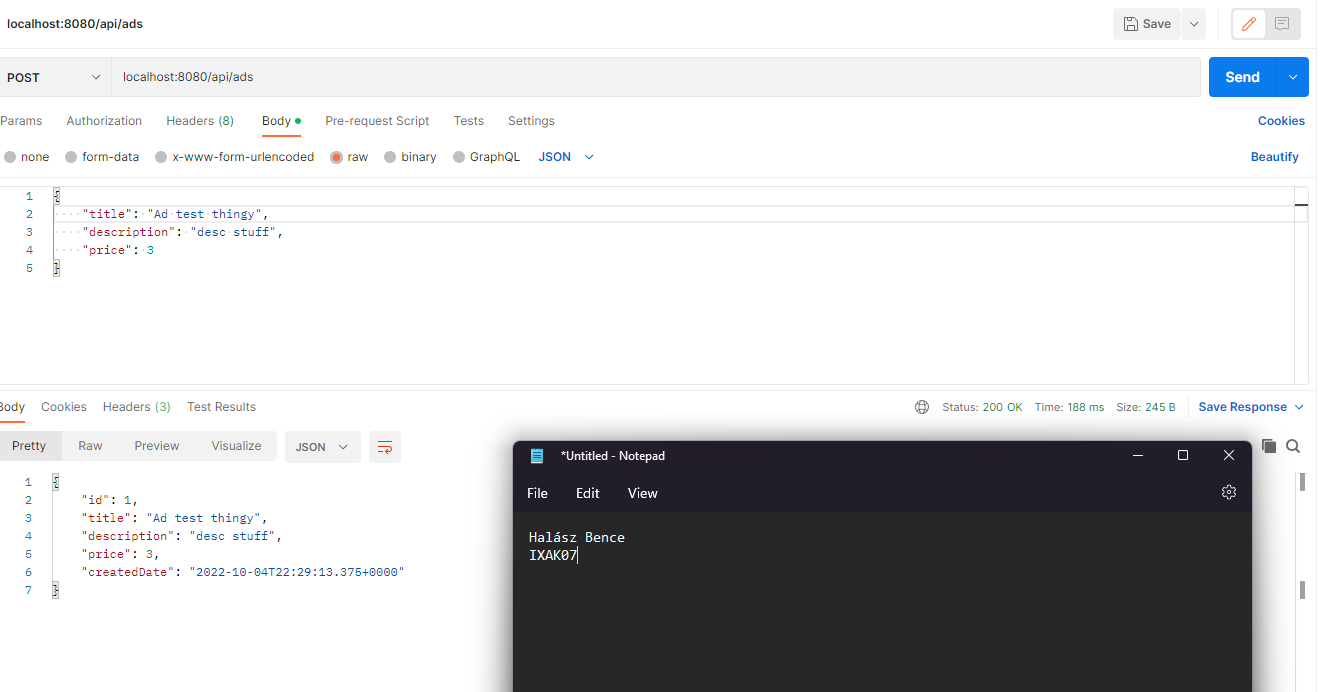 localhost:8080/api/ads
Save
POST
localhost:8080/api/ads
Send
Params Authorization Headers (8) Body Pre-request Script Tests Settings Cookies
none form-data x-www-form-urlencoded raw binary GraphQL JSON Beautify
1 {
2 "title": "Ad test thingy",
3 "description": "desc stuff",
4 "price": 3
5 }
Body Cookies Headers (3) Test Results Status: 200 OK Time: 188 ms Size: 245 B Save Response
Pretty Raw Preview Visualize JSON
1 {
2 "id": 1,
3 "title": "Ad test thingy",
4 "description": "desc stuff",
5 "price": 3,
6 "createdDate": "2022-10-04T22:29:13.375+0000"
7 }
*Untitled - Notepad
File Edit View
Halász Bence
IXAK07